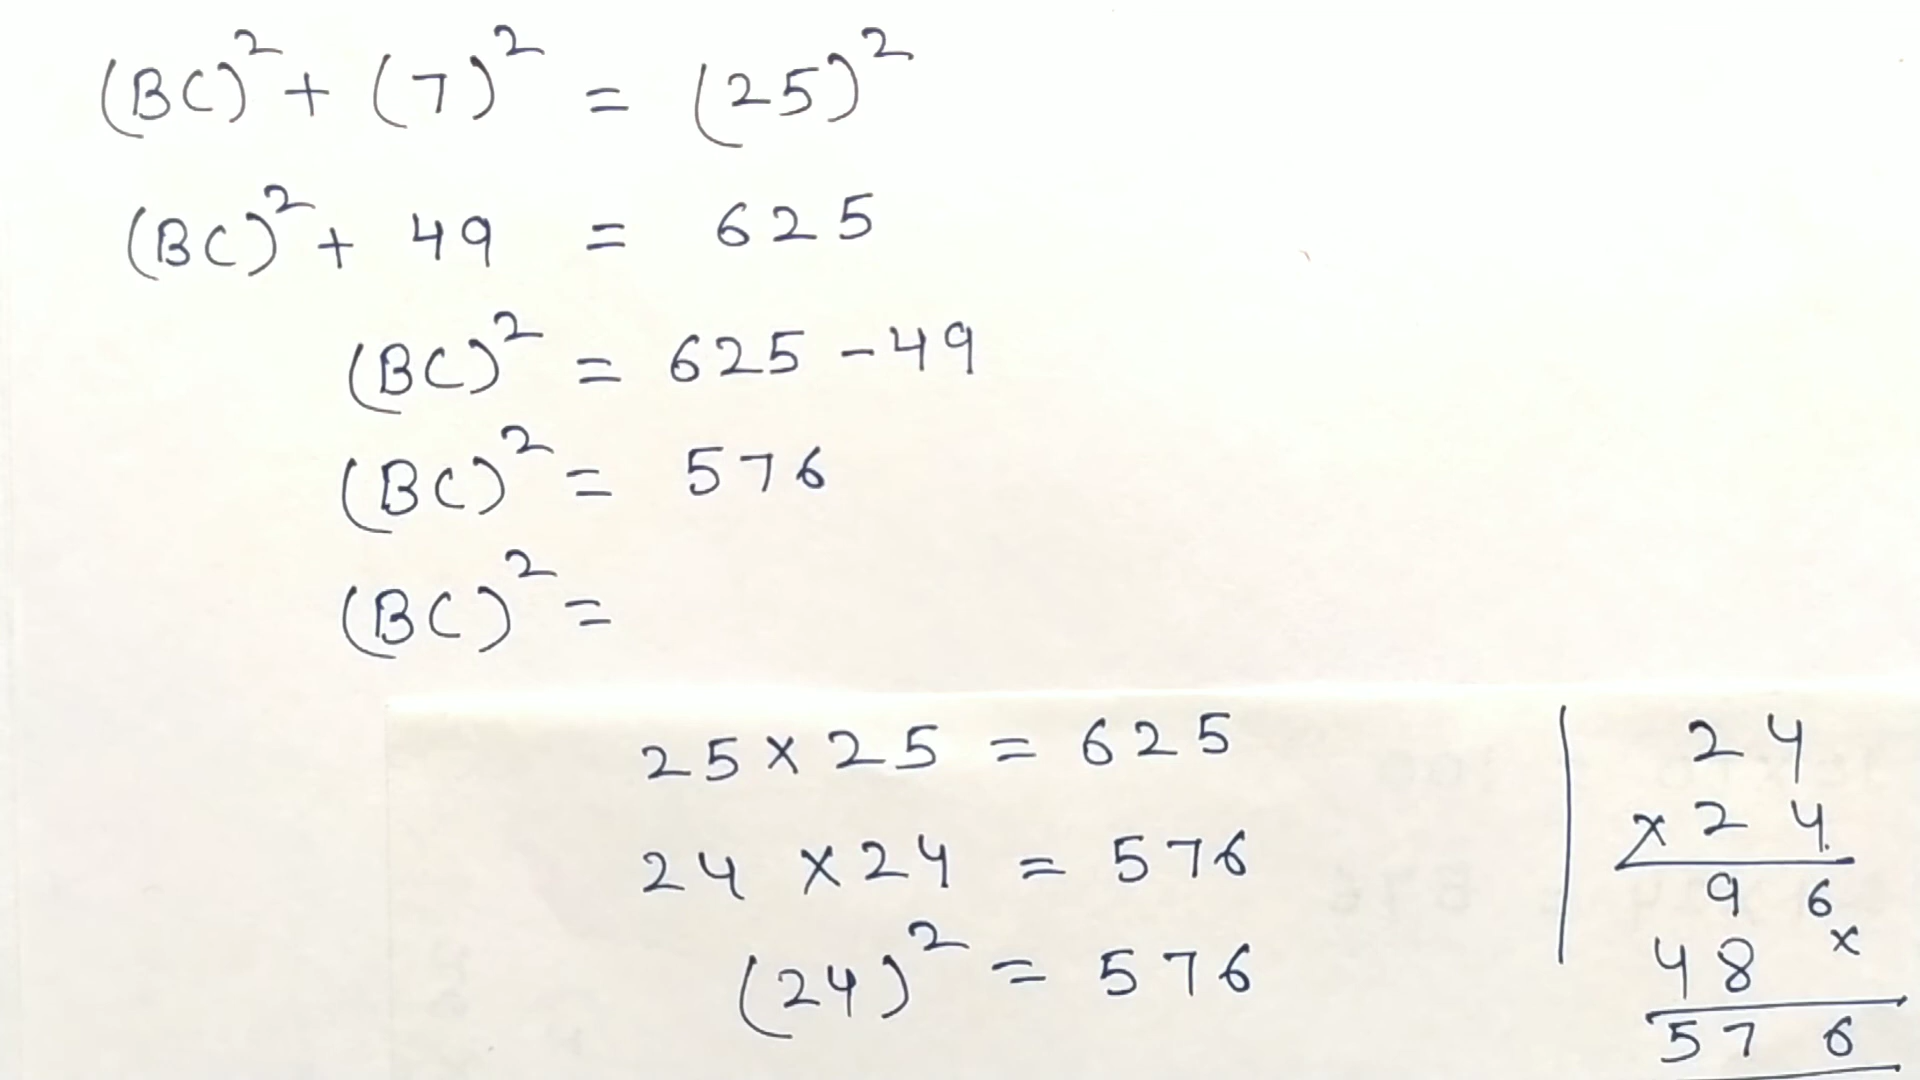 (BC)² + (7)² = (25)²
(BC)² + 49 = 625
(BC)² = 625 - 49
(BC)² = 576
(BC)² =
25 × 25 = 625
24 × 24 = 576
(24)² = 576
24
× 24
96
48 ×
576